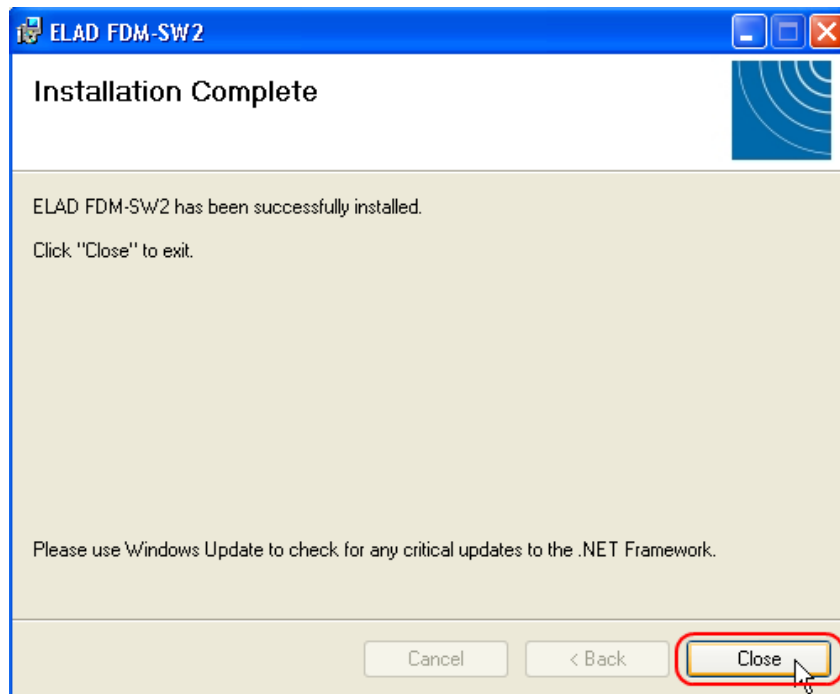 ELAD FDM-SW2
Installation Complete
ELAD FDM-SW2 has been successfully installed.
Click "Close" to exit.
Please use Windows Update to check for any critical updates to the .NET Framework.
Cancel
< Back
Close